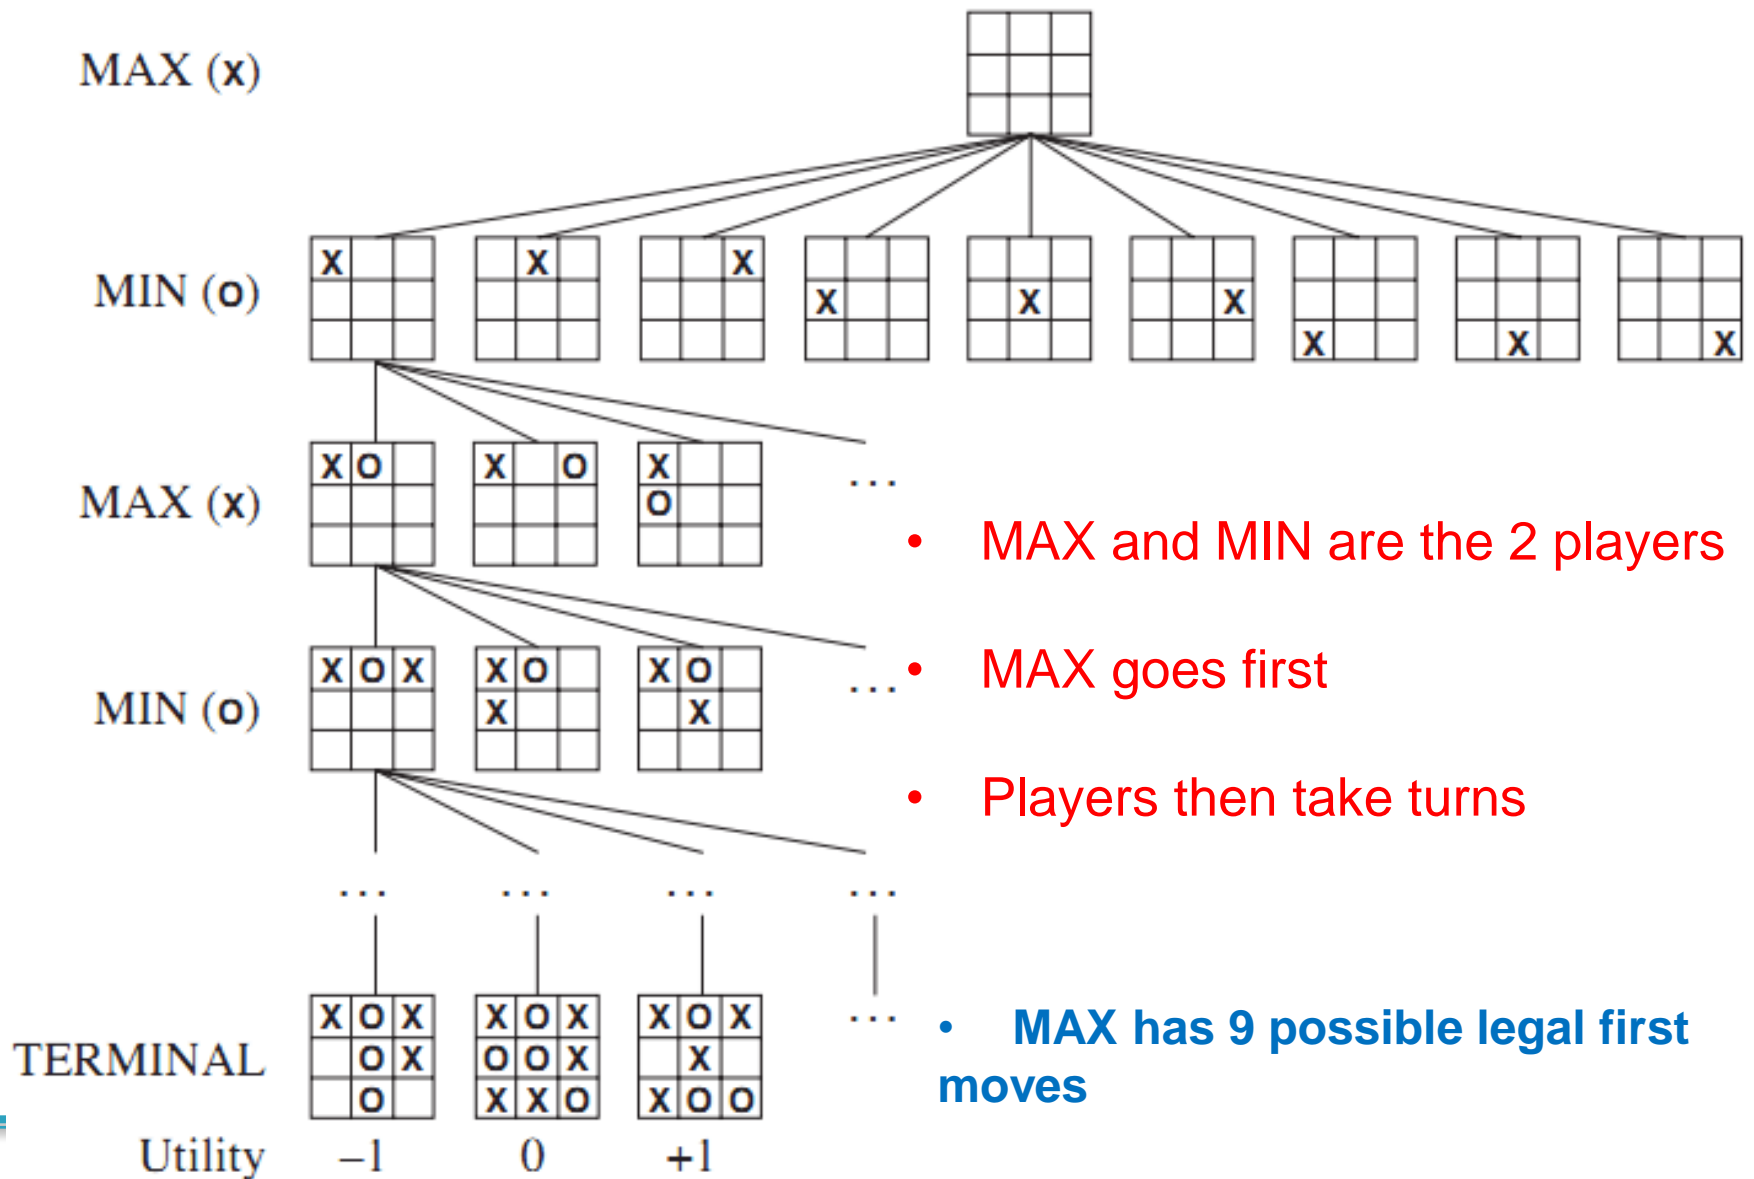 MAX (x)
MIN (o)
X X X X X X X X X
MAX (x)
X O X O X
O
...
• MAX and MIN are the 2 players
MIN (o)
X O X X O X O
X X
...
• MAX goes first
• Players then take turns
... ... ... ...
TERMINAL
X O X X O X X O X
O X O O X X
O X X O X O O
...
• MAX has 9 possible legal first
moves
Utility −1 0 +1